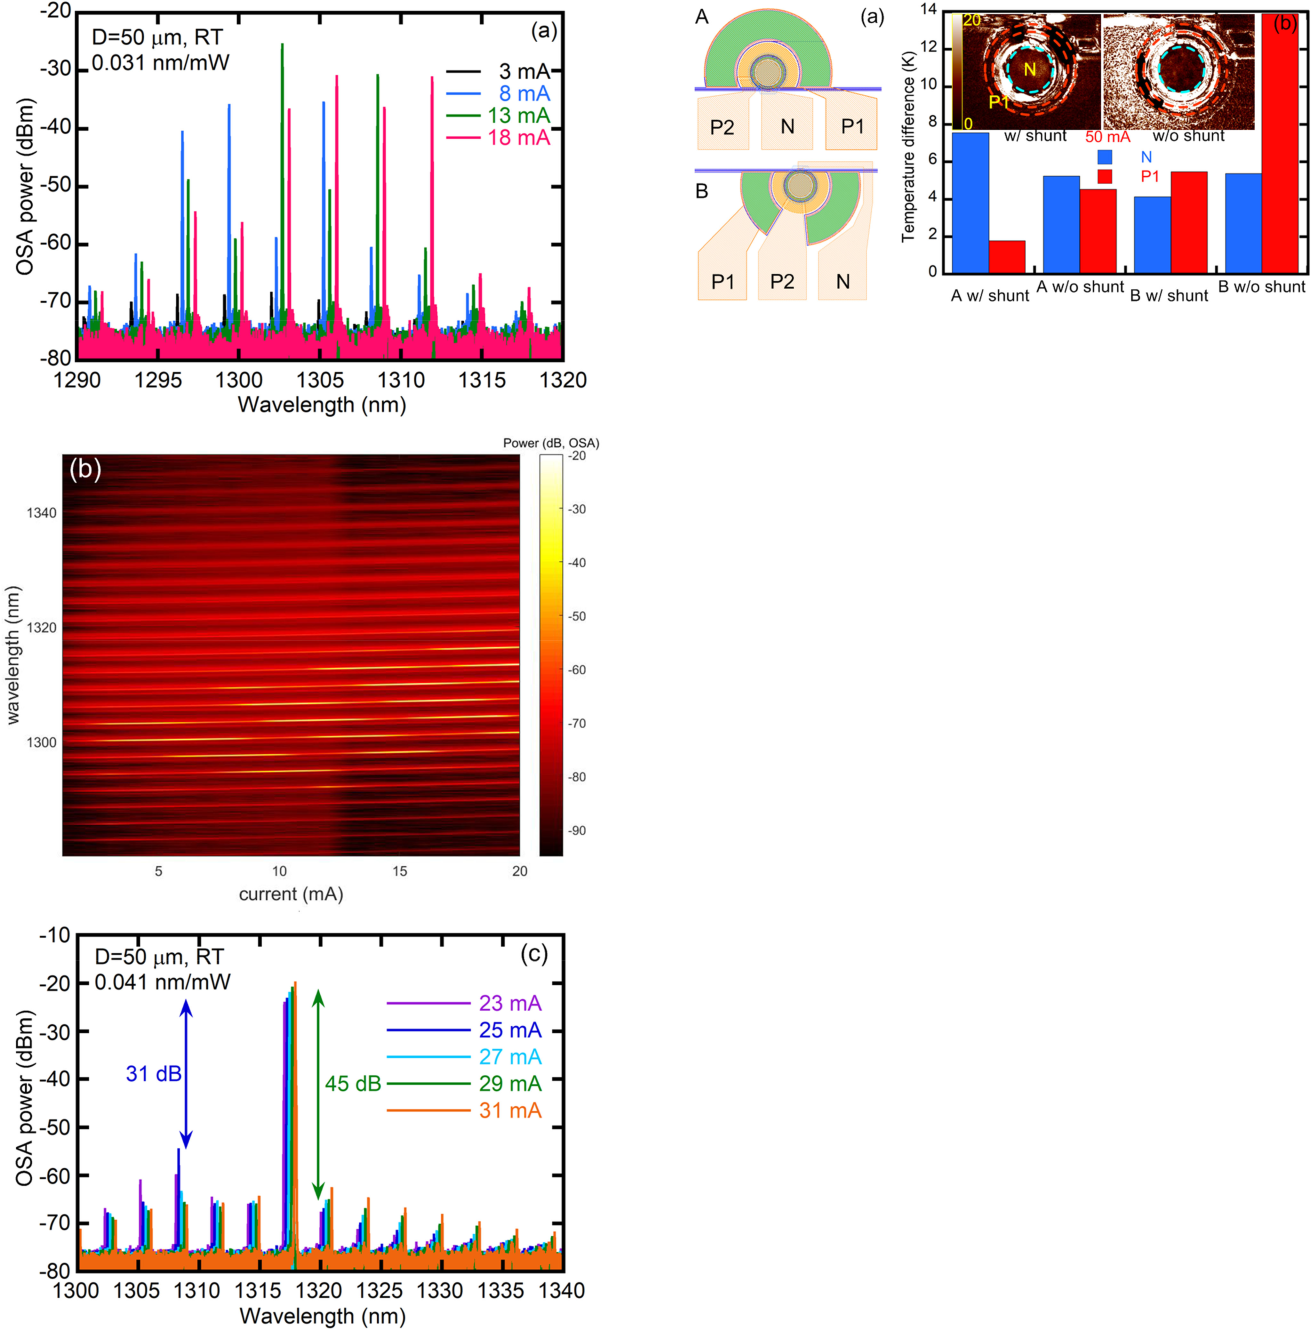 (a)
D=50 μm, RT
0.031 nm/mW
3 mA
8 mA
13 mA
18 mA
OSA power (dBm)
-20
-30
-40
-50
-60
-70
-80
1290 1295 1300 1305 1310 1315 1320
Wavelength (nm)
(b)
Power (dB, OSA)
wavelength (nm)
1340
1320
1300
5 10 15 20
current (mA)
-20
-30
-40
-50
-60
-70
-80
-90
(c)
D=50 μm, RT
0.041 nm/mW
31 dB
45 dB
23 mA
25 mA
27 mA
29 mA
31 mA
OSA power (dBm)
-10
-20
-30
-40
-50
-60
-70
-80
1300 1305 1310 1315 1320 1325 1330 1335 1340
Wavelength (nm)
A
(a)
P2 N P1
B
P1 P2 N
(b)
Temperature difference (K)
14
12
10
8
6
4
2
0
20
0
N
P1
w/ shunt
w/o shunt
50 mA
N
P1
A w/ shunt
A w/o shunt
B w/ shunt
B w/o shunt